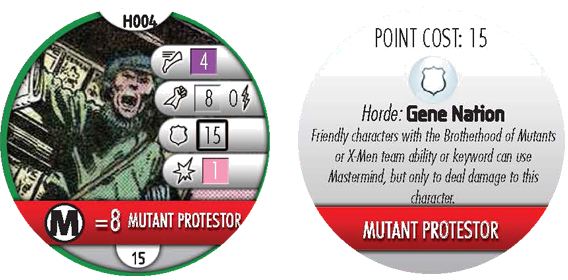 H004
4
8 0
15
1
M =8 MUTANT PROTESTOR
15
POINT COST: 15
Horde: Gene Nation
Friendly characters with the Brotherhood of Mutants
or X-Men team ability or keyword can use
Mastermind, but only to deal damage to this
character.
MUTANT PROTESTOR